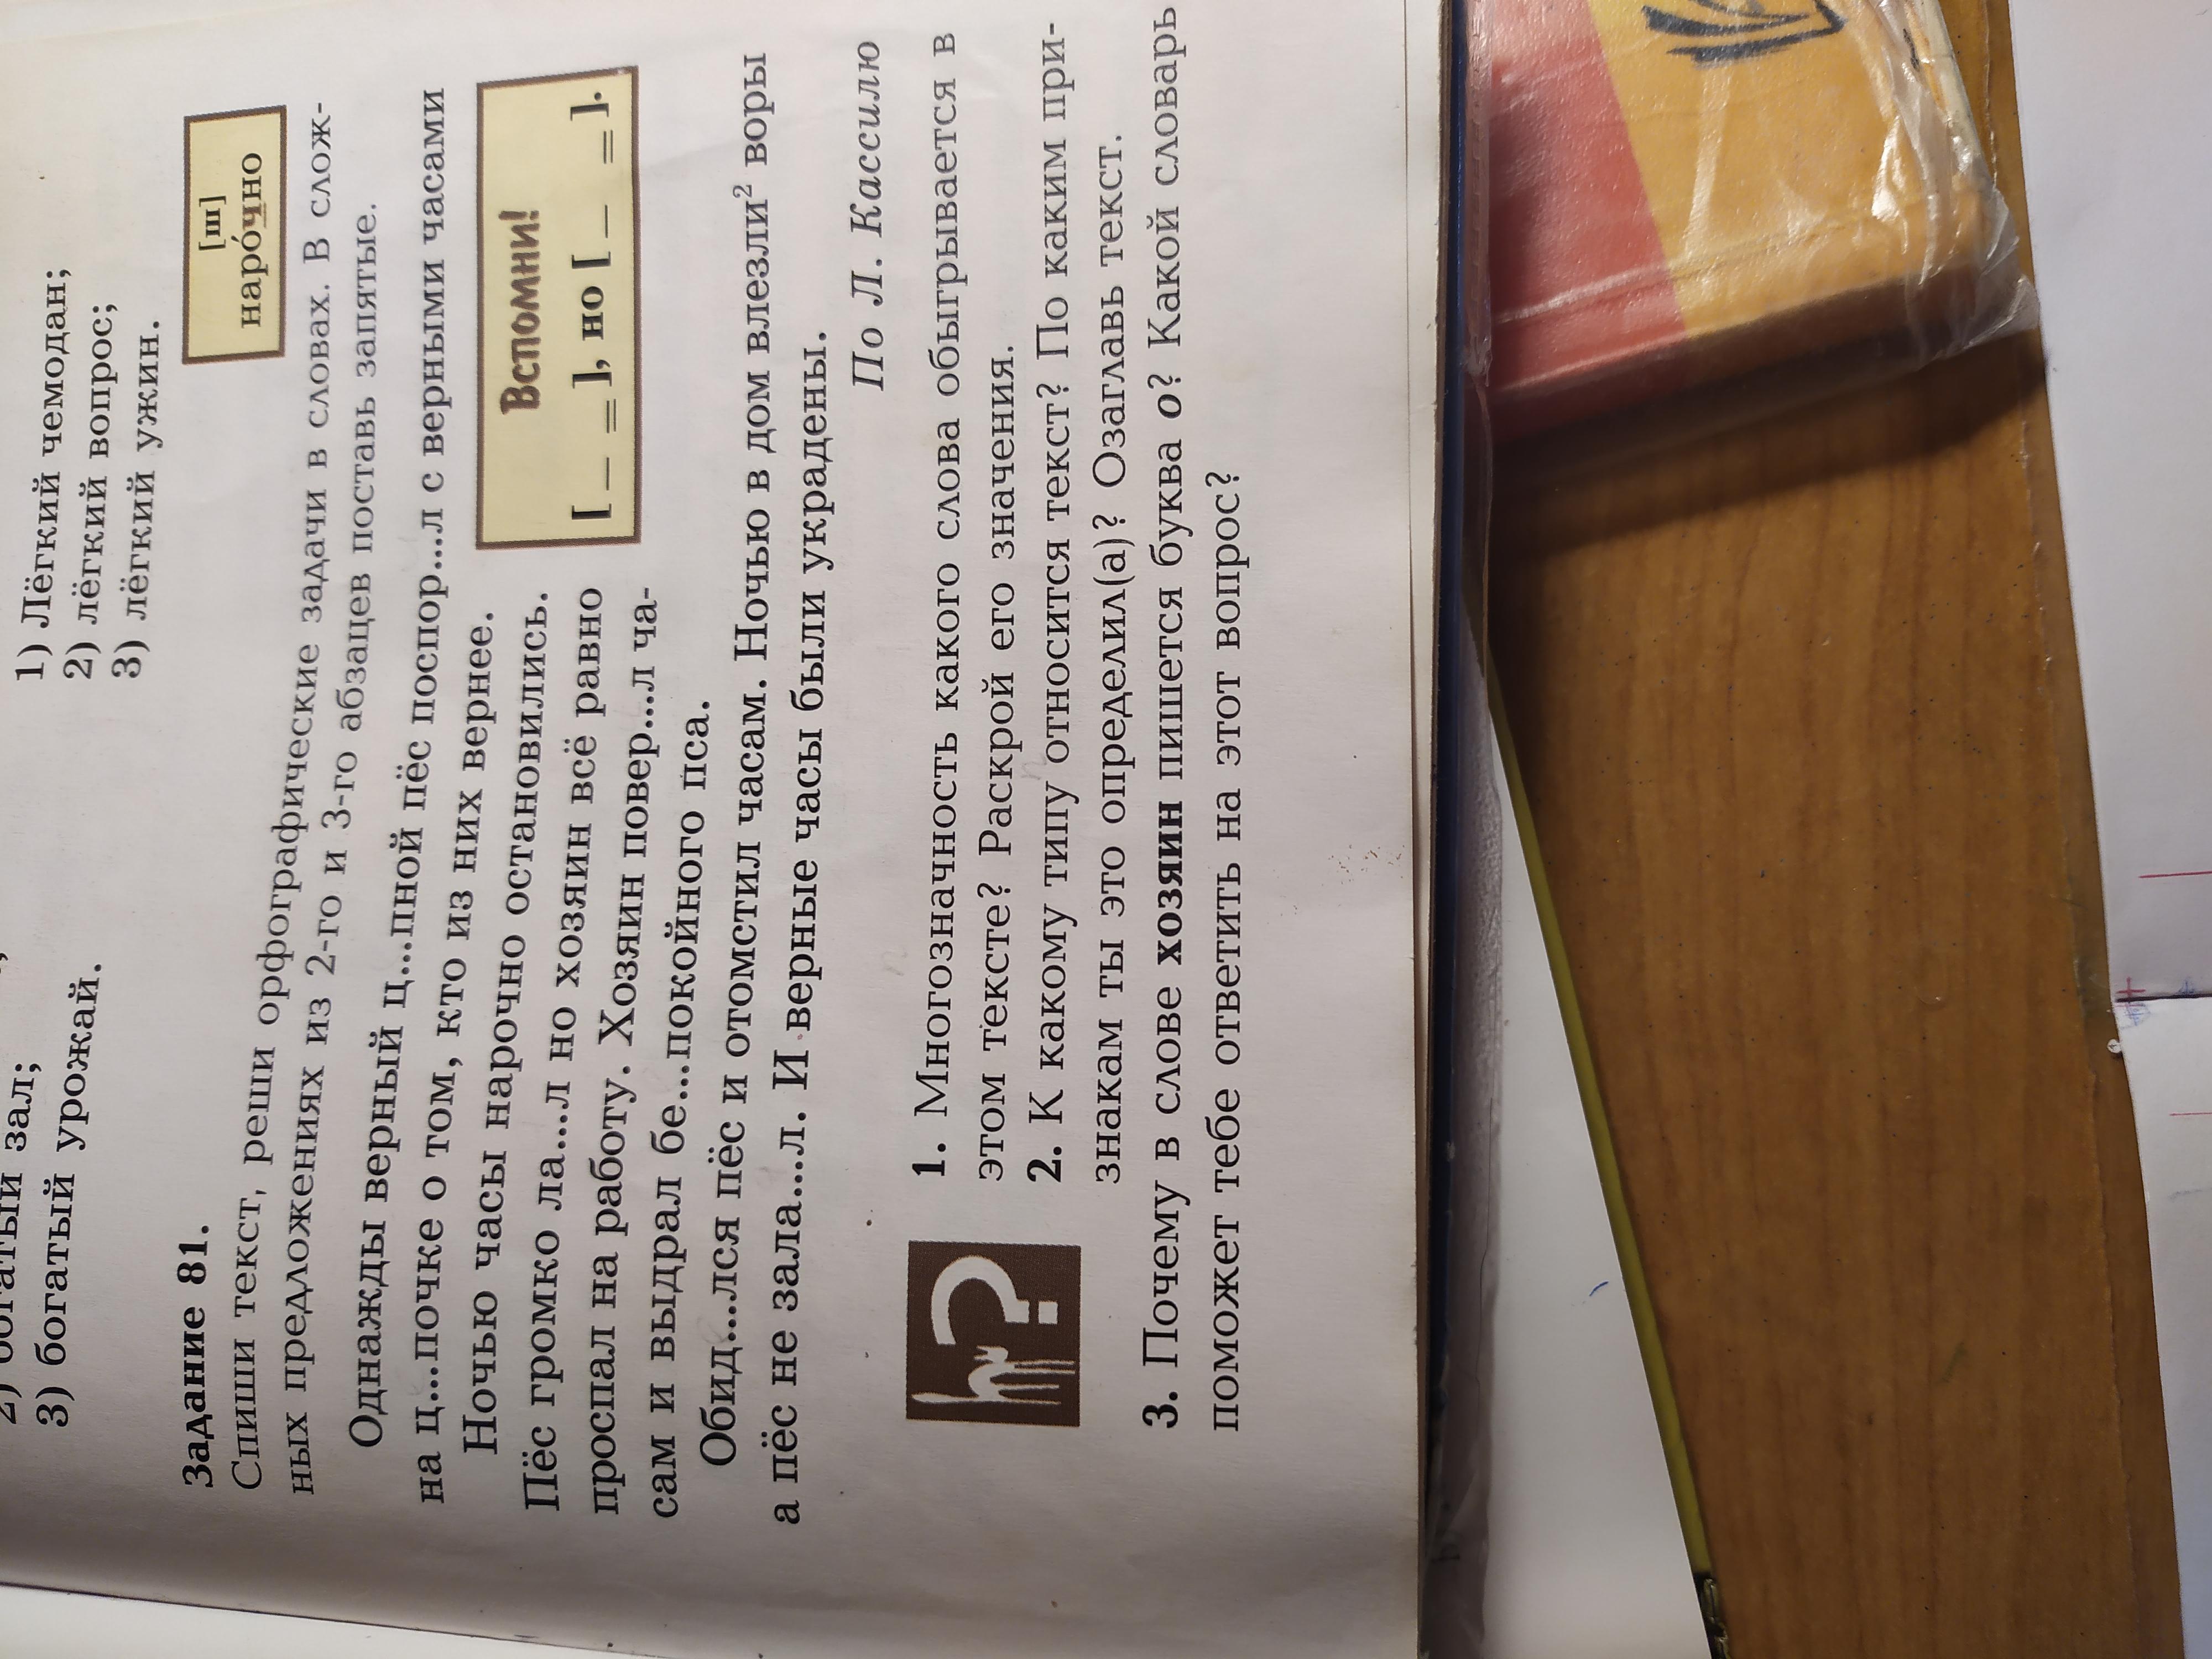 2) богатый зал;
3) богатый урожай.
1) Лёгкий чемодан;
2) лёгкий вопрос;
3) лёгкий ужин.
Задание 81.
[ш]
наро́чно
Спиши текст, реши орфографические задачи в словах. В слож-
ных предложениях из 2-го и 3-го абзацев поставь запятые.
Однажды верный ц...пной пёс поспор...л с верными часами
на ц...почке о том, кто из них вернее.
Ночью часы нарочно остановились.
Пёс громко ла...л но хозяин всё равно
проспал на работу. Хозяин повер...л ча-
сам и выдрал бе...покойного пса.
Вспомни!
[ – = ], но [ – = ].
Обид...лся пёс и отомстил часам. Ночью в дом влезли² воры
а пёс не зала...л. И верные часы были украдены.
По Л. Кассилю
?
1. Многозначность какого слова обыгрывается в
этом тексте? Раскрой его значения.
2. К какому типу относится текст? По каким при-
знакам ты это определил(а)? Озаглавь текст.
3. Почему в слове хозяин пишется буква о? Какой словарь
поможет тебе ответить на этот вопрос?